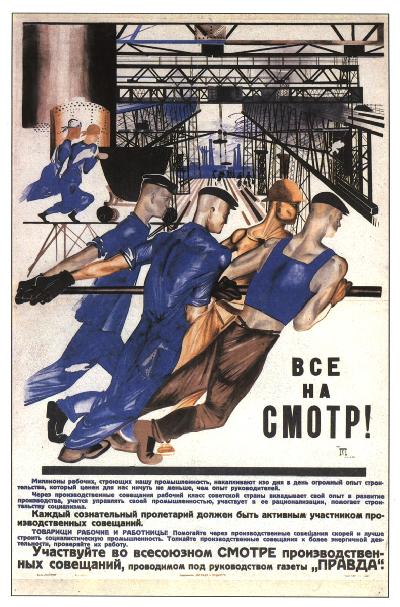 ВСЕ
НА
СМОТР!
Миллионы рабочих, строющих нашу промышленность, накапливают изо дня в день огромный опыт строи-
тельства, который ценен для нас ничуть не меньше, чем опыт руководителей.
Через производственные совещания рабочий класс советской страны вкладывает свой опыт в развитие
производства, учится управлять своей промышленностью, участвует в ее рационализации, помогает строи-
тельству социализма.
Каждый сознательный пролетарий должен быть активным участником про-
изводственных совещаний.
ТОВАРИЩИ РАБОЧИЕ И РАБОТНИЦЫ! Помогайте через производственные совещания скорей и лучше
строить социалистическую промышленность. Толкайте производственные совещания к более энергичной дея-
тельности, проверяйте их работу.
Участвуйте во всесоюзном СМОТРЕ производствен-
ных совещаний, проводимом под руководством газеты „ПРАВДА“.